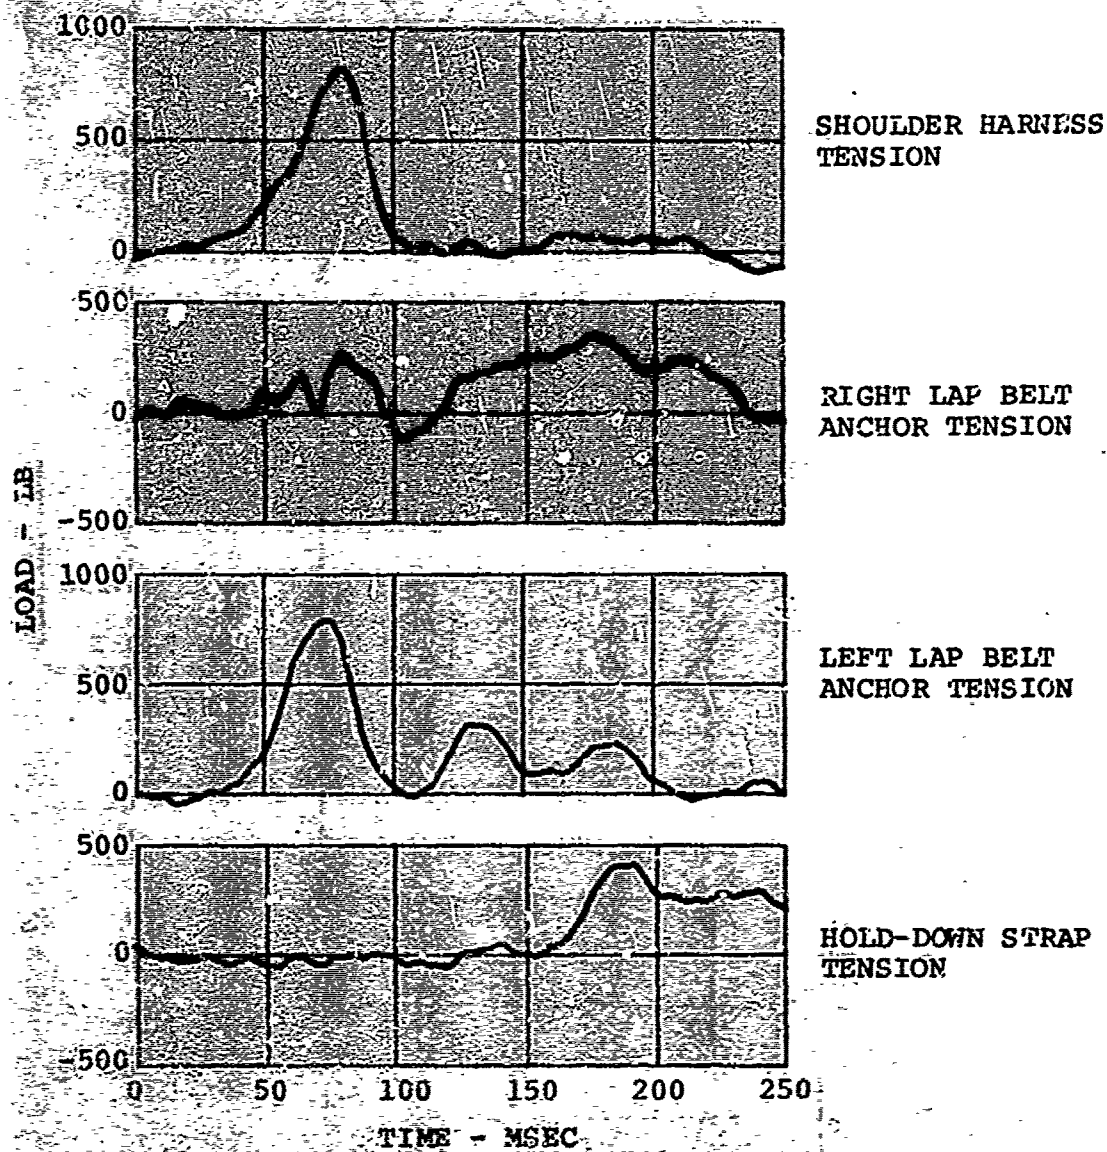 1000
500
0
SHOULDER HARNESS
TENSION
500
0
-500
RIGHT LAP BELT
ANCHOR TENSION
LOAD - LB
1000
500
0
LEFT LAP BELT
ANCHOR TENSION
500
0
-500
HOLD-DOWN STRAP
TENSION
0 50 100 150 200 250
TIME - MSEC